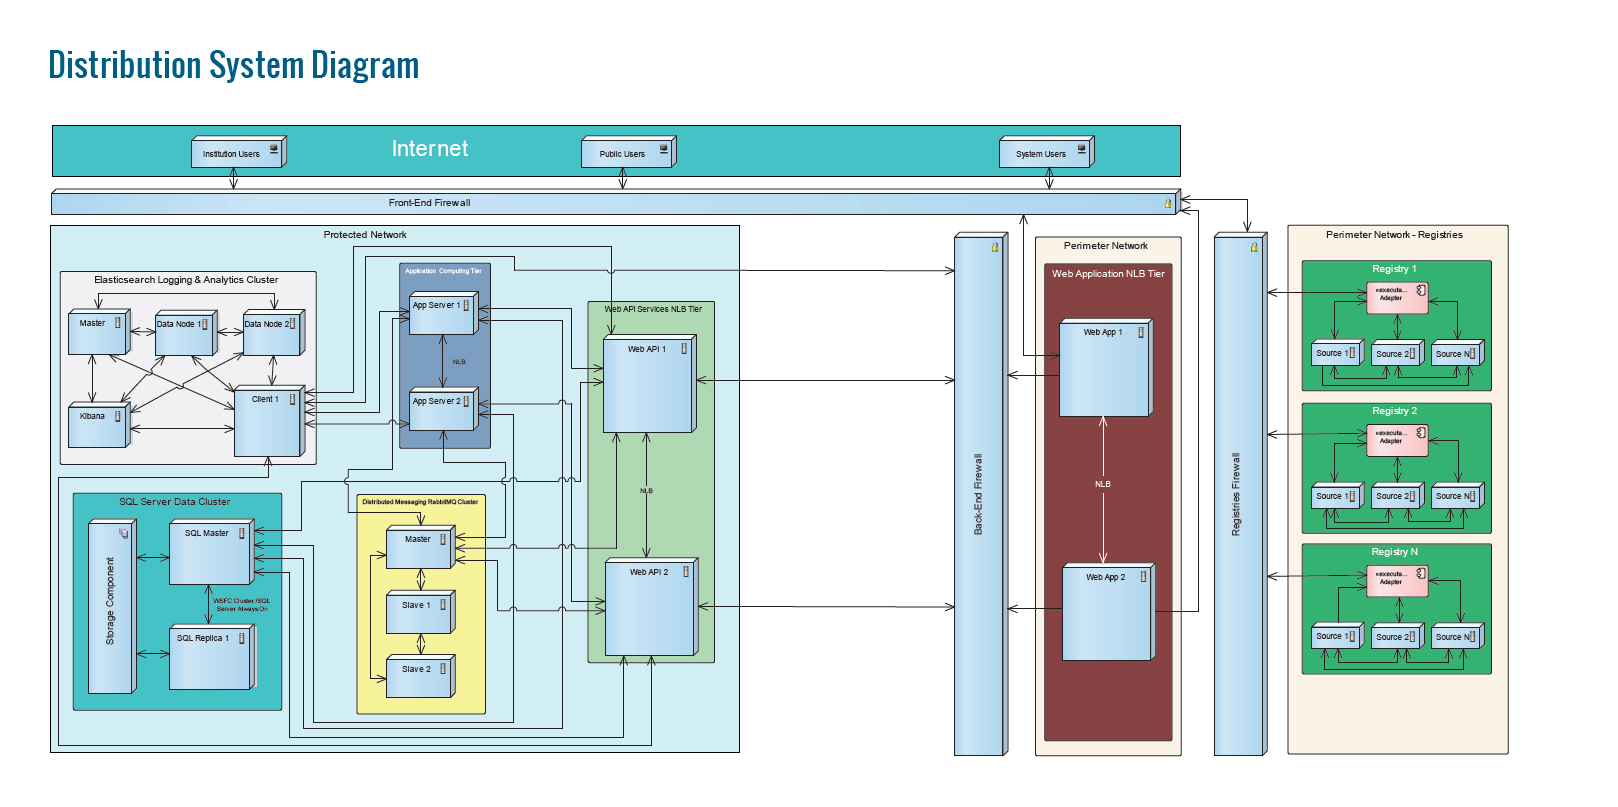 Distribution System Diagram
Internet
Institution Users
Public Users
System Users
Front-End Firewall
Protected Network
Elasticsearch Logging & Analytics Cluster
Master
Data Node 1
Data Node 2
Kibana
Client 1
Application Computing Tier
App Server 1
NLB
App Server 2
Web API Services NLB Tier
Web API 1
NLB
Web API 2
SQL Server Data Cluster
Storage Component
SQL Master
WSFC Cluster /SQL
Server Always On
SQL Replica 1
Distributed Messaging RabbitMQ Cluster
Master
Slave 1
Slave 2
Back-End Firewall
Perimeter Network
Web Application NLB Tier
Web App 1
NLB
Web App 2
Registries Firewall
Perimeter Network - Registries
Registry 1
«executa...
Adapter
Source 1
Source 2
Source N
Registry 2
«executa...
Adapter
Source 1
Source 2
Source N
Registry N
«executa...
Adapter
Source 1
Source 2
Source N